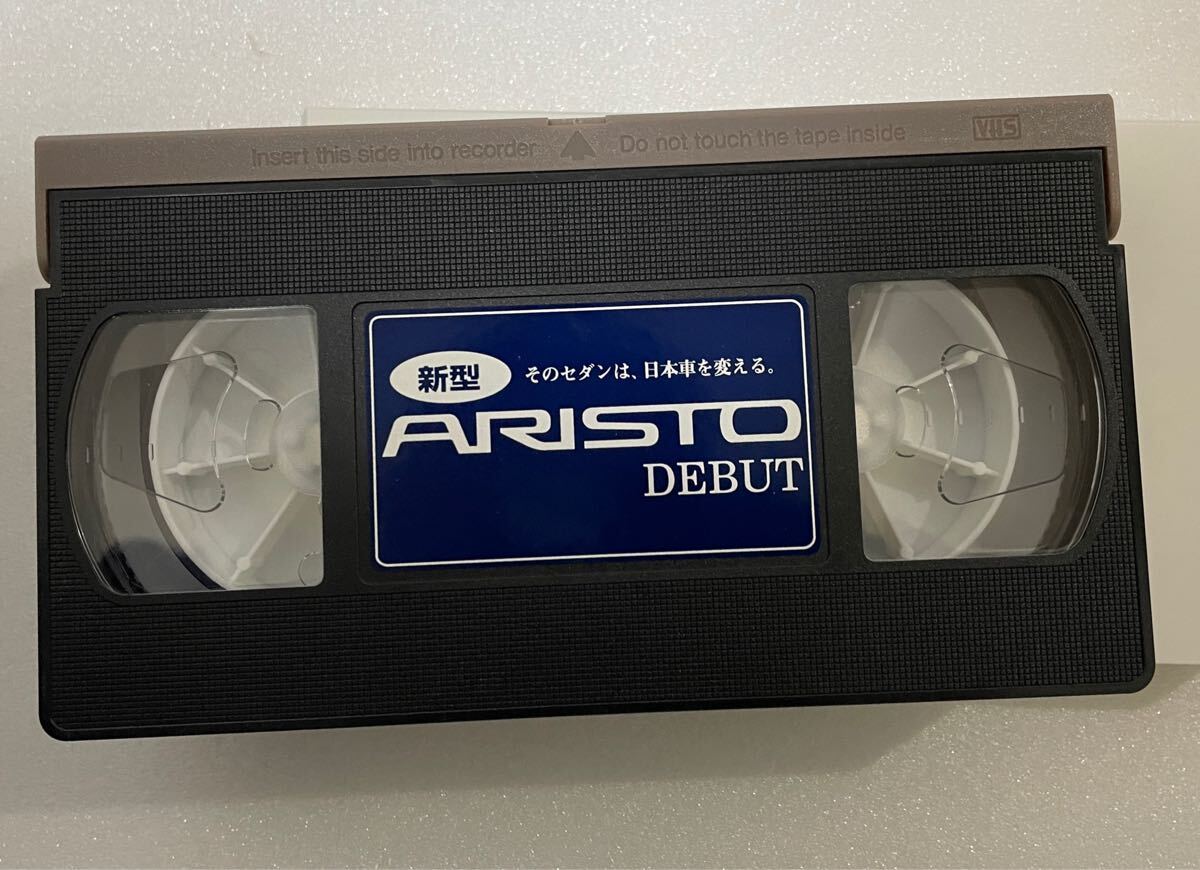 Insert this side into recorder Do not touch the tape inside VHS
新型 そのセダンは、日本車を変える。
ARISTO
DEBUT